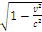 √(1 − v²/c²)